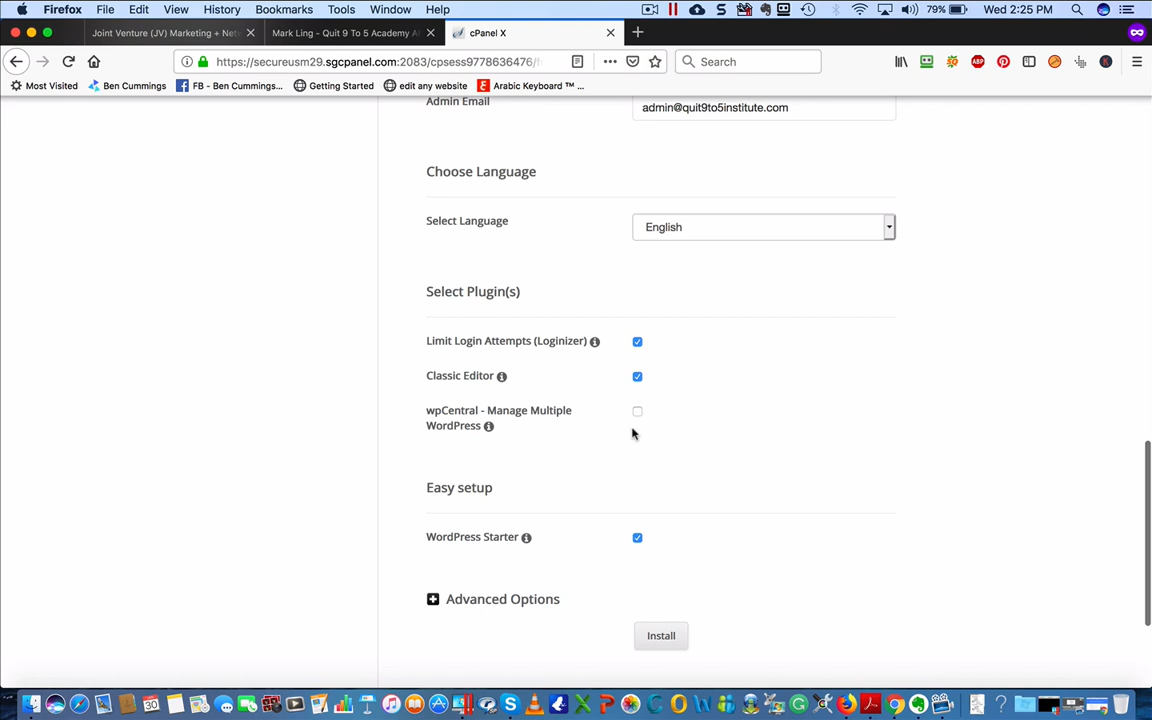 Firefox File Edit View History Bookmarks Tools Window Help 79% Wed 2:25 PM
Joint Venture (JV) Marketing + Netw Mark Ling - Quit 9 To 5 Academy Af cPanel X
https://secureusm29.sgcpanel.com:2083/cpsess9778636476/f Search
Most Visited Ben Cummings FB - Ben Cummings... Getting Started edit any website Arabic Keyboard ™ ...
Admin Email admin@quit9to5institute.com
Choose Language
Select Language English
Select Plugin(s)
Limit Login Attempts (Loginizer)
Classic Editor
wpCentral - Manage Multiple
WordPress
Easy setup
WordPress Starter
Advanced Options
Install